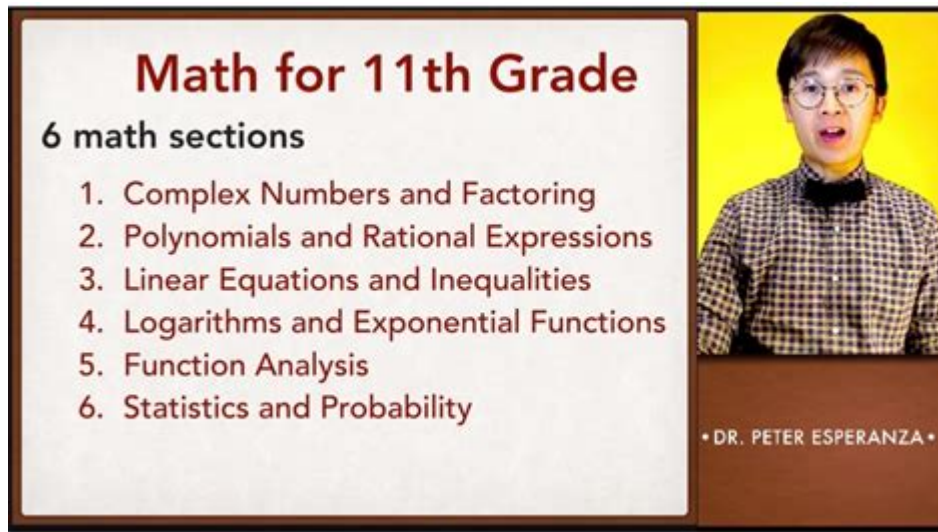 Math for 11th Grade
6 math sections
1. Complex Numbers and Factoring
2. Polynomials and Rational Expressions
3. Linear Equations and Inequalities
4. Logarithms and Exponential Functions
5. Function Analysis
6. Statistics and Probability
• DR. PETER ESPERANZA •